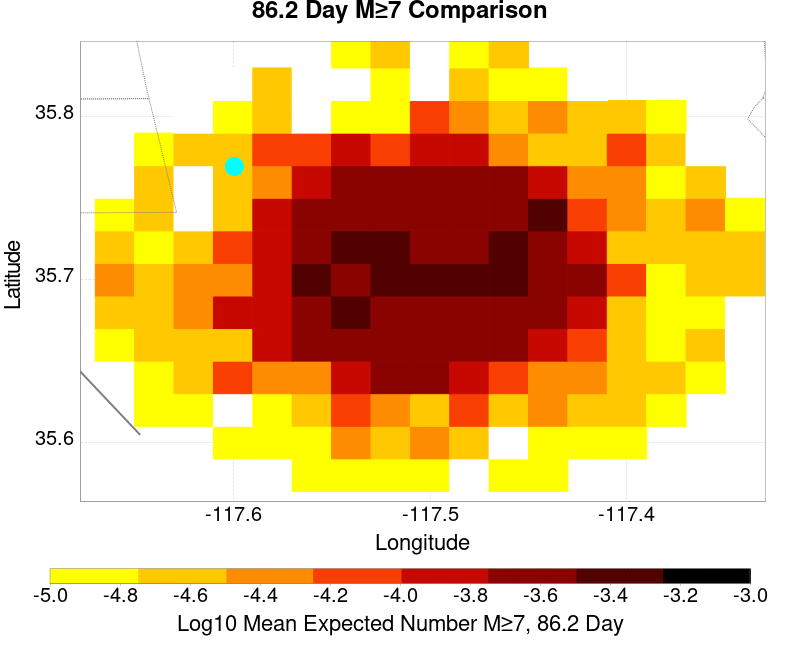 86.2 Day M≥7 Comparison
35.8
35.7
35.6
Latitude
-117.6 -117.5 -117.4
Longitude
-5.0 -4.8 -4.6 -4.4 -4.2 -4.0 -3.8 -3.6 -3.4 -3.2 -3.0
Log10 Mean Expected Number M≥7, 86.2 Day